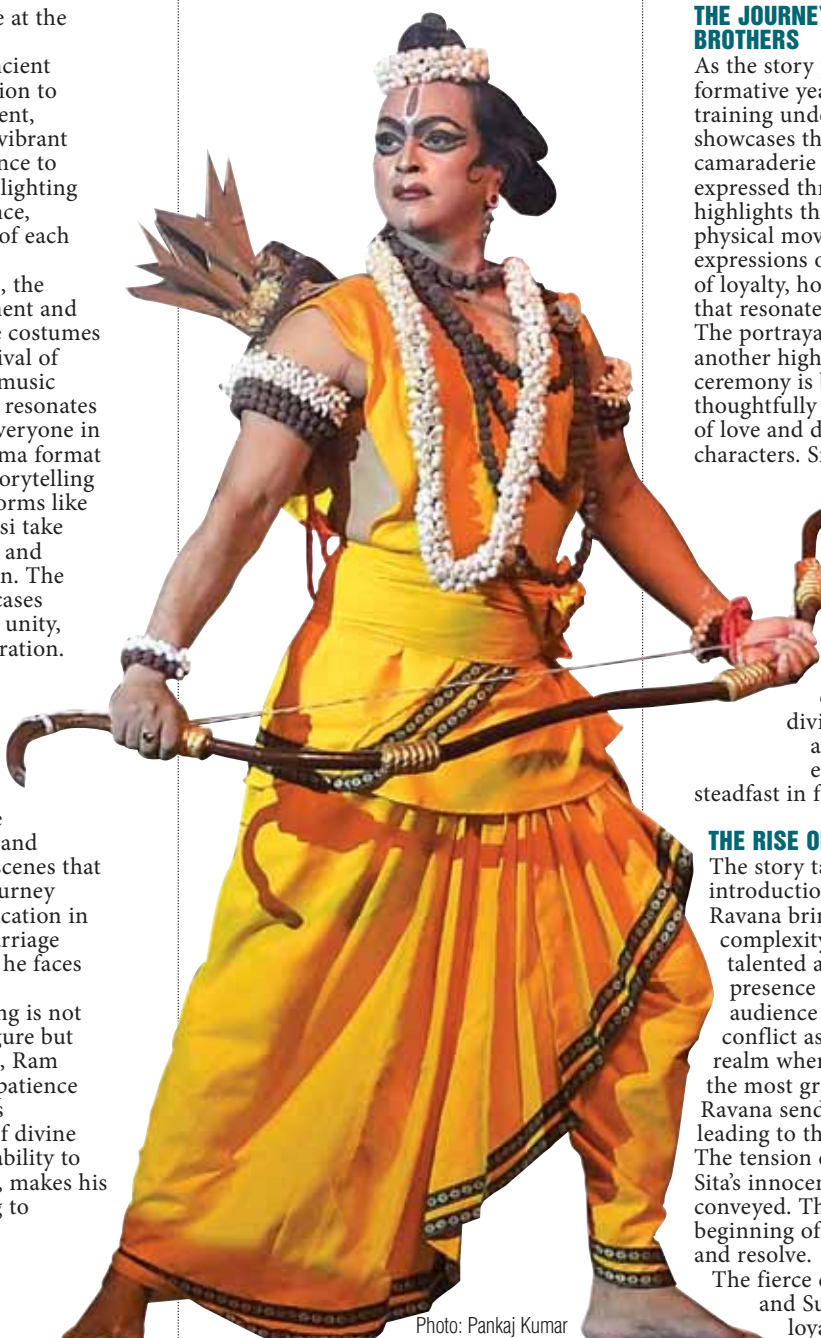 e at the
cient
ion to
ent,
vibrant
nce to
lighting
nce,
of each
, the
ment and
e costumes
ival of
music
resonates
veryone in
ma format
orytelling
orms like
si take
and
n. The
cases
unity,
ration.
e
and
scenes that
urney
cation in
rriage
he faces
ng is not
gure but
, Ram
patience
s
f divine
ability to
, makes his
g to
Photo: Pankaj Kumar
THE JOURNEY
BROTHERS
As the story
formative yea
training unde
showcases th
camaraderie
expressed thr
highlights th
physical mov
expressions o
of loyalty, ho
that resonate
The portraya
another high
ceremony is b
thoughtfully
of love and d
characters. Si
divi
a
e
steadfast in f
THE RISE O
The story ta
introduction
Ravana brin
complexity
talented a
presence
audience
conflict as
realm wher
the most gr
Ravana send
leading to th
The tension
Sita's innocen
conveyed. Th
beginning of
and resolve.
The fierce
and Su
loya